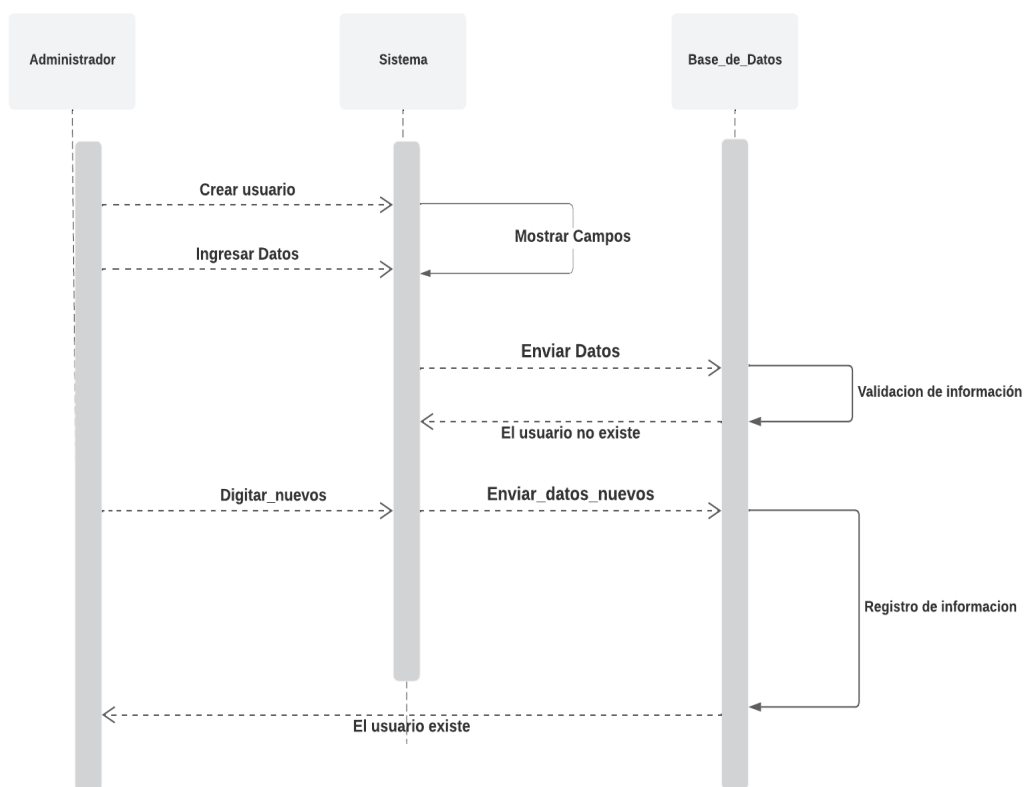 Administrador
Sistema
Base_de_Datos
Crear usuario
Mostrar Campos
Ingresar Datos
Enviar Datos
Validacion de información
El usuario no existe
Digitar_nuevos
Enviar_datos_nuevos
Registro de informacion
El usuario existe